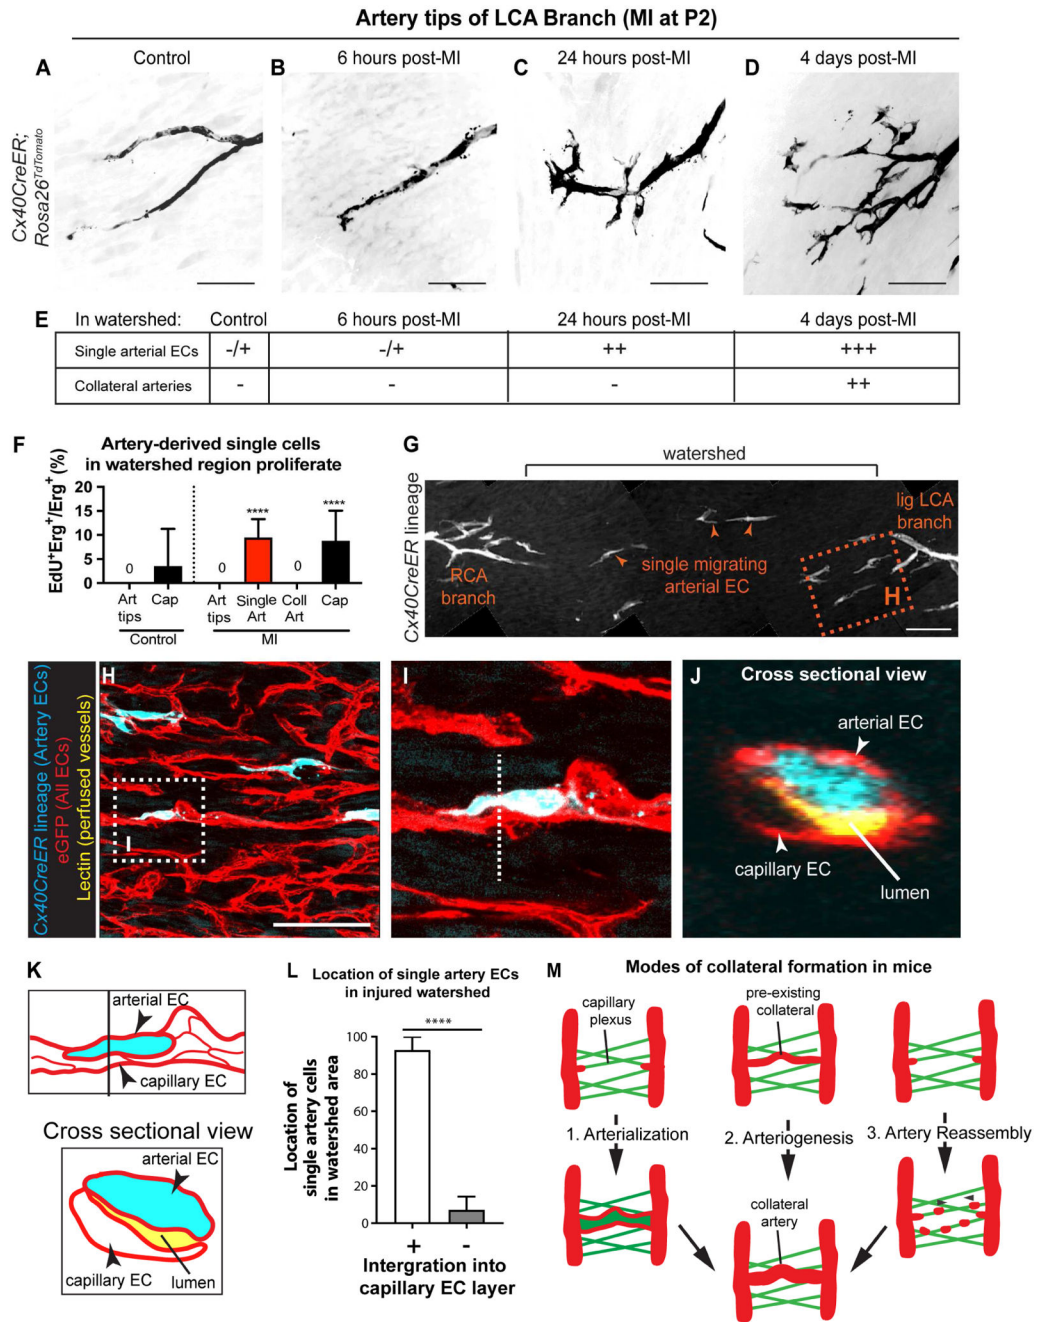 Artery tips of LCA Branch (MI at P2)
A
Control
B
6 hours post-MI
C
24 hours post-MI
D
4 days post-MI
Cx40CreER;
Rosa26TdTomato
E
In watershed:
Control
6 hours post-MI
24 hours post-MI
4 days post-MI
Single arterial ECs
-/+
-/+
++
+++
Collateral arteries
-
-
-
++
F
Artery-derived single cells
in watershed region proliferate
EdU+Erg+/Erg+(%)
20
15
10
5
0
0
0
****
0
****
Art tips
Cap
Art tips
Single Art
Coll Art
Cap
Control
MI
G
watershed
Cx40CreER lineage
RCA
branch
single migrating
arterial EC
lig LCA
branch
H
Cx40CreER lineage (Artery ECs)
eGFP (All ECs)
Lectin (perfused vessels)
H
I
I
J
Cross sectional view
arterial EC
capillary EC
lumen
K
arterial EC
capillary EC
Cross sectional view
arterial EC
capillary EC
lumen
L
Location of single artery ECs
in injured watershed
Location of
single artery cells
in watershed area
100
80
60
40
20
0
****
+
-
Intergration into
capillary EC layer
M
Modes of collateral formation in mice
capillary
plexus
pre-existing
collateral
1. Arterialization
2. Arteriogenesis
3. Artery Reassembly
collateral
artery